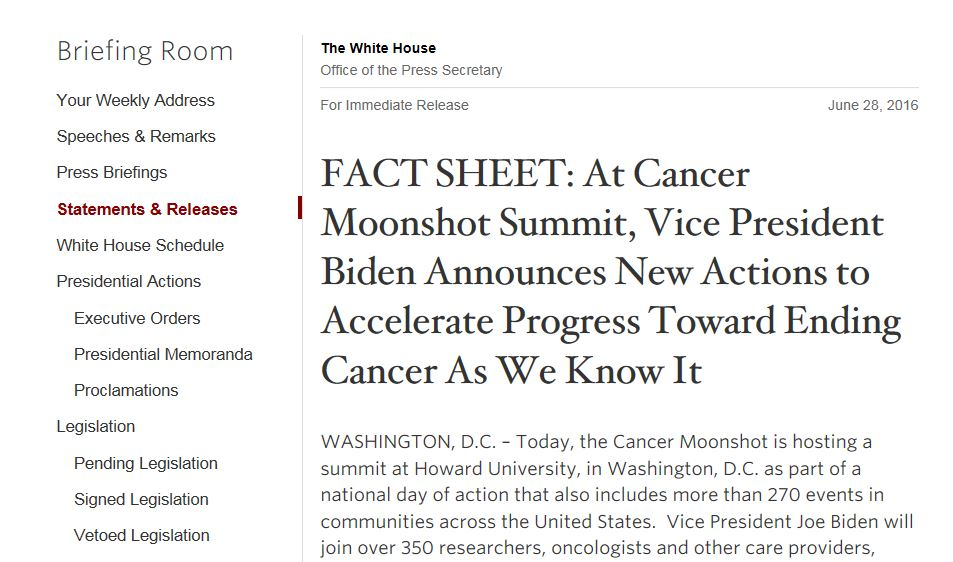 Briefing Room
Your Weekly Address
Speeches & Remarks
Press Briefings
Statements & Releases
White House Schedule
Presidential Actions
Executive Orders
Presidential Memoranda
Proclamations
Legislation
Pending Legislation
Signed Legislation
Vetoed Legislation
The White House
Office of the Press Secretary
For Immediate Release June 28, 2016
FACT SHEET: At Cancer
Moonshot Summit, Vice President
Biden Announces New Actions to
Accelerate Progress Toward Ending
Cancer As We Know It
WASHINGTON, D.C. – Today, the Cancer Moonshot is hosting a
summit at Howard University, in Washington, D.C. as part of a
national day of action that also includes more than 270 events in
communities across the United States.  Vice President Joe Biden will
join over 350 researchers, oncologists and other care providers,